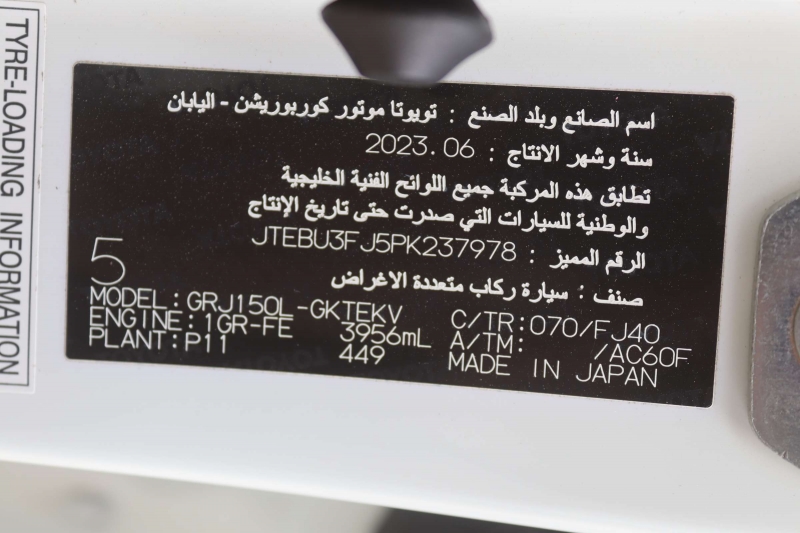 TYRE-LOADING INFORMATION
اسم الصانع وبلد الصنع : تويوتا موتور كوربوريشن - اليابان
سنة وشهر الانتاج : 2023.06
تطابق هذه المركبة جميع اللوائح الفنية الخليجية
والوطنية للسيارات التي صدرت حتى تاريخ الإنتاج
الرقم المميز : JTEBU3FJ5PK237978
صنف : سيارة ركاب متعددة الاغراض
5
MODEL:GRJ150L-GKTEKV C/TR:070/FJ40
ENGINE:1GR-FE 3956mL A/TM: /AC60F
PLANT:P11 449 MADE IN JAPAN